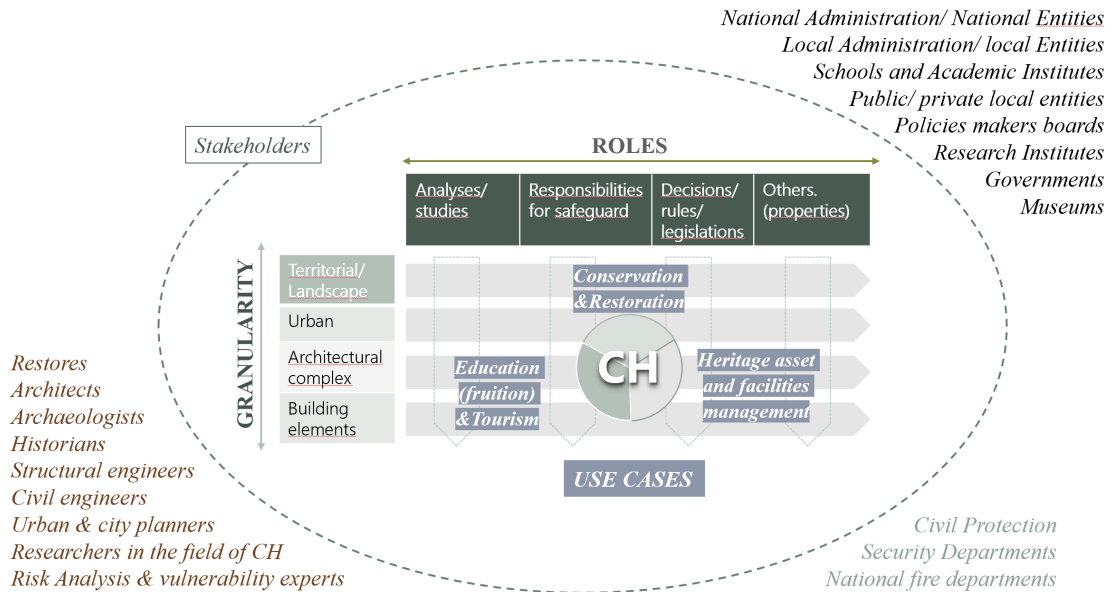 National Administration/ National Entities
Local Administration/ local Entities
Schools and Academic Institutes
Public/ private local entities
Policies makers boards
Research Institutes
Governments
Museums
Stakeholders
ROLES
Analyses/
studies
Responsibilities
for safeguard
Decisions/
rules/
legislations
Others.
(properties)
GRANULARITY
Territorial/
Landscape
Urban
Architectural
complex
Building
elements
Conservation
&Restoration
CH
Education
(fruition)
&Tourism
Heritage asset
and facilities
management
USE CASES
Restores
Architects
Archaeologists
Historians
Structural engineers
Civil engineers
Urban & city planners
Researchers in the field of CH
Risk Analysis & vulnerability experts
Civil Protection
Security Departments
National fire departments